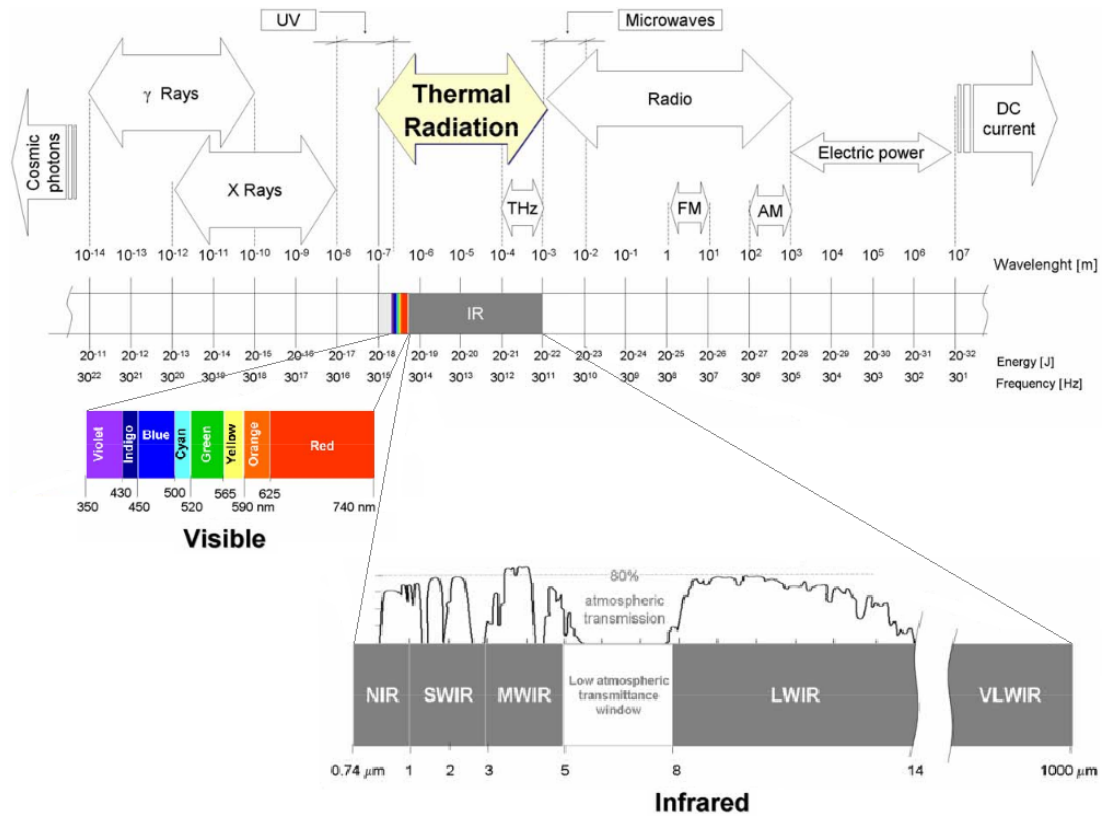 UV
Microwaves
γ Rays
Thermal
Radiation
Radio
DC
current
Cosmic
photons
X Rays
Electric power
THz
FM
AM
10-14 10-13 10-12 10-11 10-10 10-9 10-8 10-7 10-6 10-5 10-4 10-3 10-2 10-1 1 10¹ 10² 10³ 10⁴ 10⁵ 10⁶ 10⁷
Wavelenght [m]
IR
20-11 20-12 20-13 20-14 20-15 20-16 20-17 20-18 20-19 20-20 20-21 20-22 20-23 20-24 20-25 20-26 20-27 20-28 20-29 20-30 20-31 20-32
Energy [J]
30²² 30²¹ 30²⁰ 30¹⁹ 30¹⁸ 30¹⁷ 30¹⁶ 30¹⁵ 30¹⁴ 30¹³ 30¹² 30¹¹ 30¹⁰ 30⁹ 30⁸ 30⁷ 30⁶ 30⁵ 30⁴ 30³ 30² 30¹
Frequency [Hz]
Violet Indigo Blue Cyan Green Yellow Orange Red
430 500 565 625
350 450 520 590 nm 740 nm
Visible
80%
atmospheric
transmission
NIR SWIR MWIR
Low atmospheric
transmittance
window
LWIR VLWIR
0.74 μm 1 2 3 5 8 14 1000 μm
Infrared